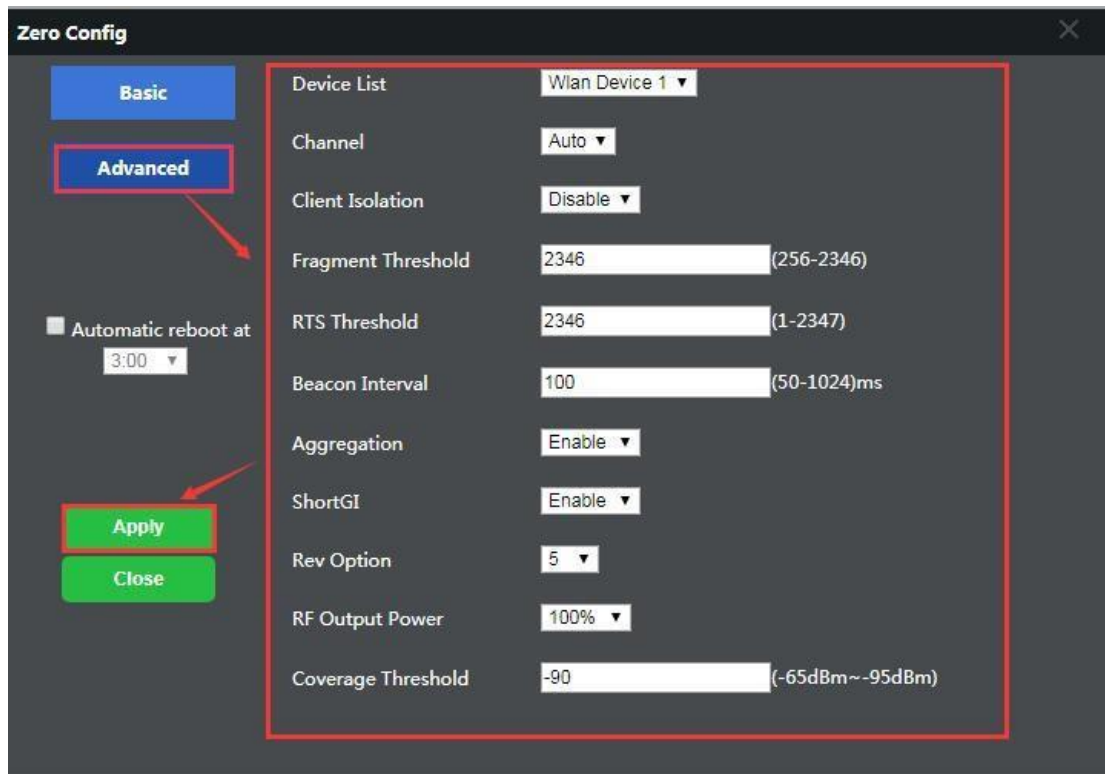 Zero Config
Basic
Advanced
Automatic reboot at
3:00
Apply
Close
Device List Wlan Device 1
Channel Auto
Client Isolation Disable
Fragment Threshold 2346 (256-2346)
RTS Threshold 2346 (1-2347)
Beacon Interval 100 (50-1024)ms
Aggregation Enable
ShortGI Enable
Rev Option 5
RF Output Power 100%
Coverage Threshold -90 (-65dBm~-95dBm)